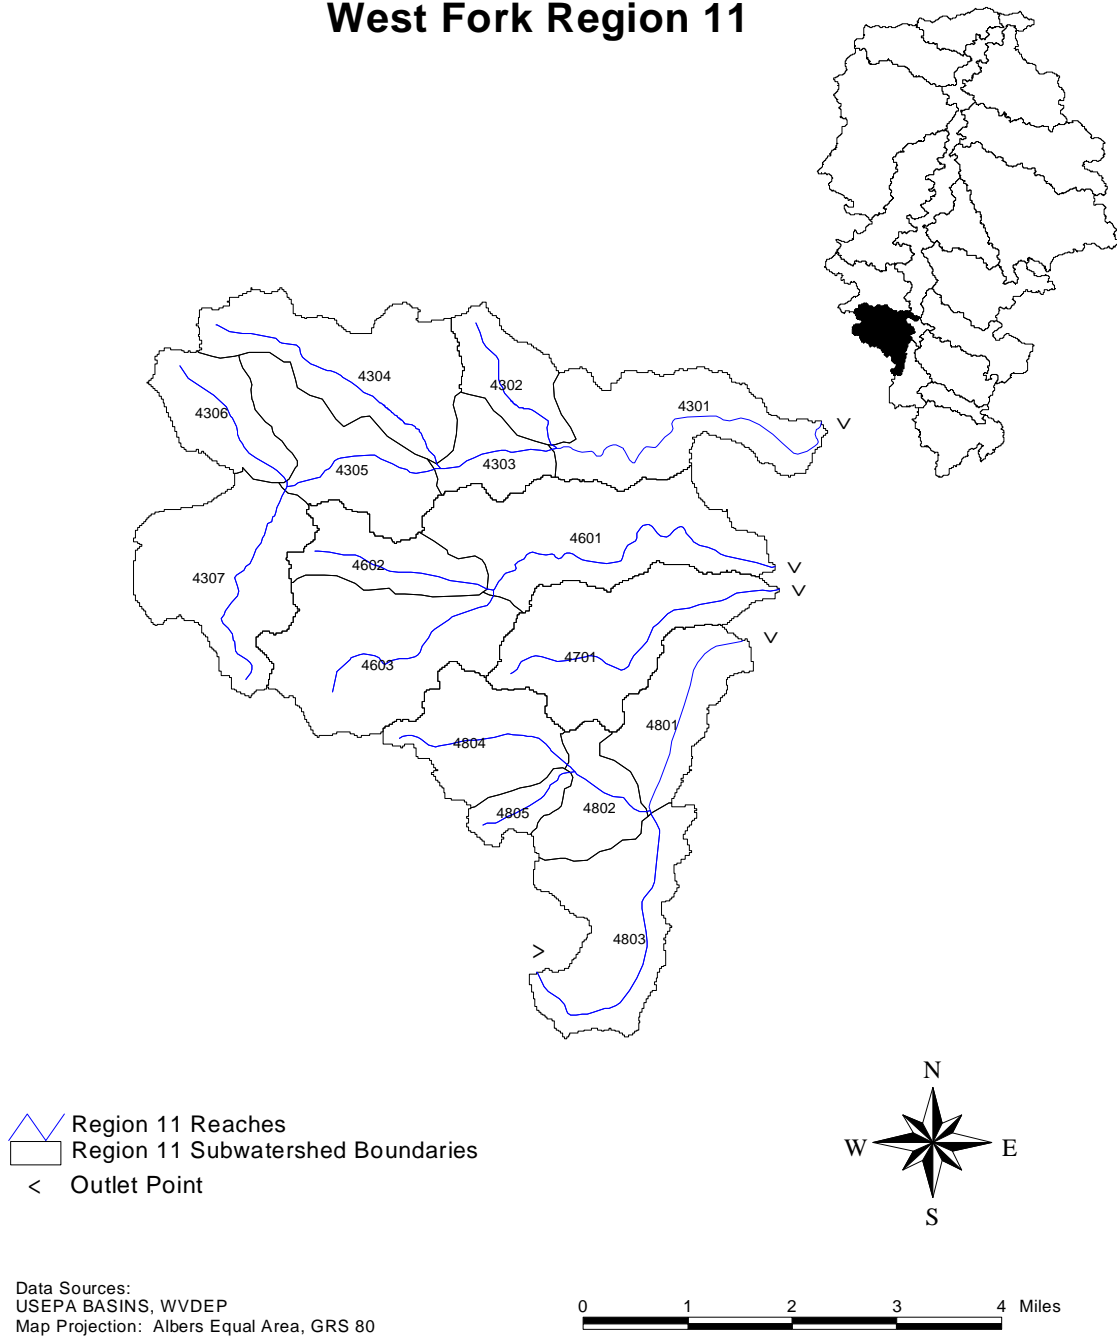 West Fork Region 11
4304
4302
4301
4306
4303
4305
4601
4602
4307
4701
4603
4801
4804
4802
4805
4803
N
W
E
S
Region 11 Reaches
Region 11 Subwatershed Boundaries
Outlet Point
Data Sources:
USEPA BASINS, WVDEP
Map Projection: Albers Equal Area, GRS 80
0 1 2 3 4 Miles